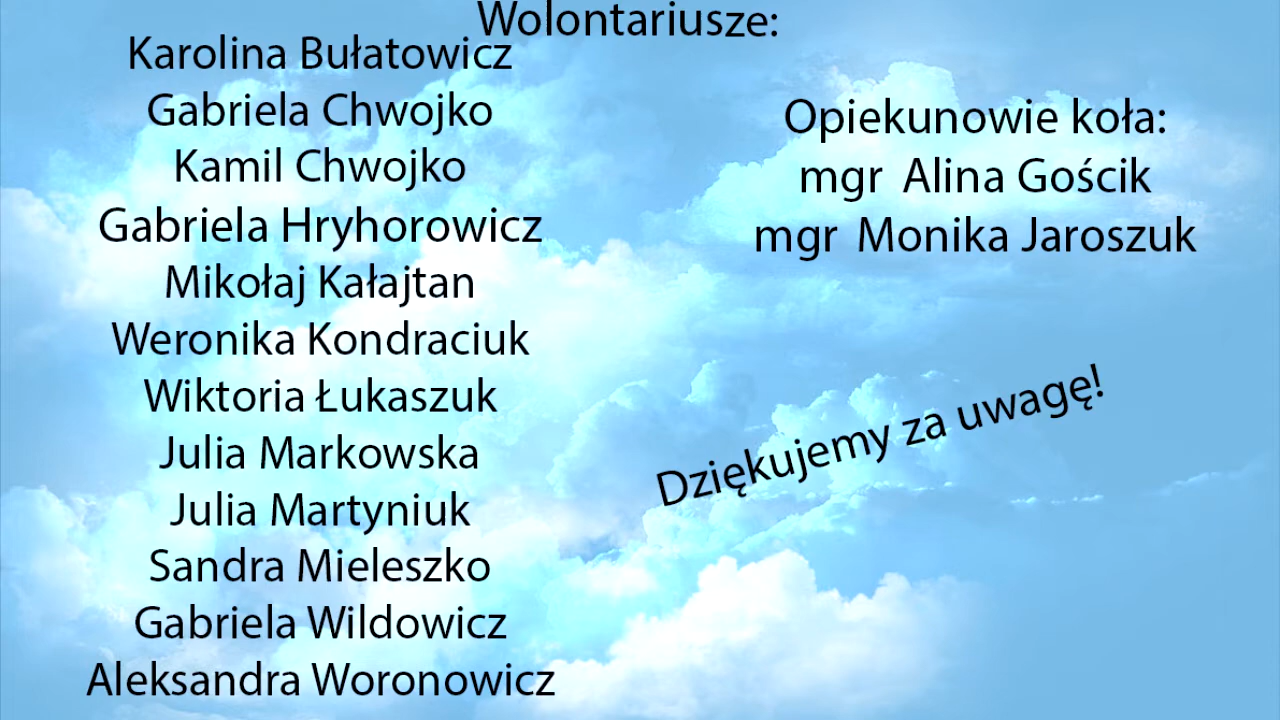 Wolontariusze:
Karolina Bułatowicz
Gabriela Chwojko
Kamil Chwojko
Gabriela Hryhorowicz
Mikołaj Kałajtan
Weronika Kondraciuk
Wiktoria Łukaszuk
Julia Markowska
Julia Martyniuk
Sandra Mieleszko
Gabriela Wildowicz
Aleksandra Woronowicz
Opiekunowie koła:
mgr Alina Gościk
mgr Monika Jaroszuk
Dziękujemy za uwagę!